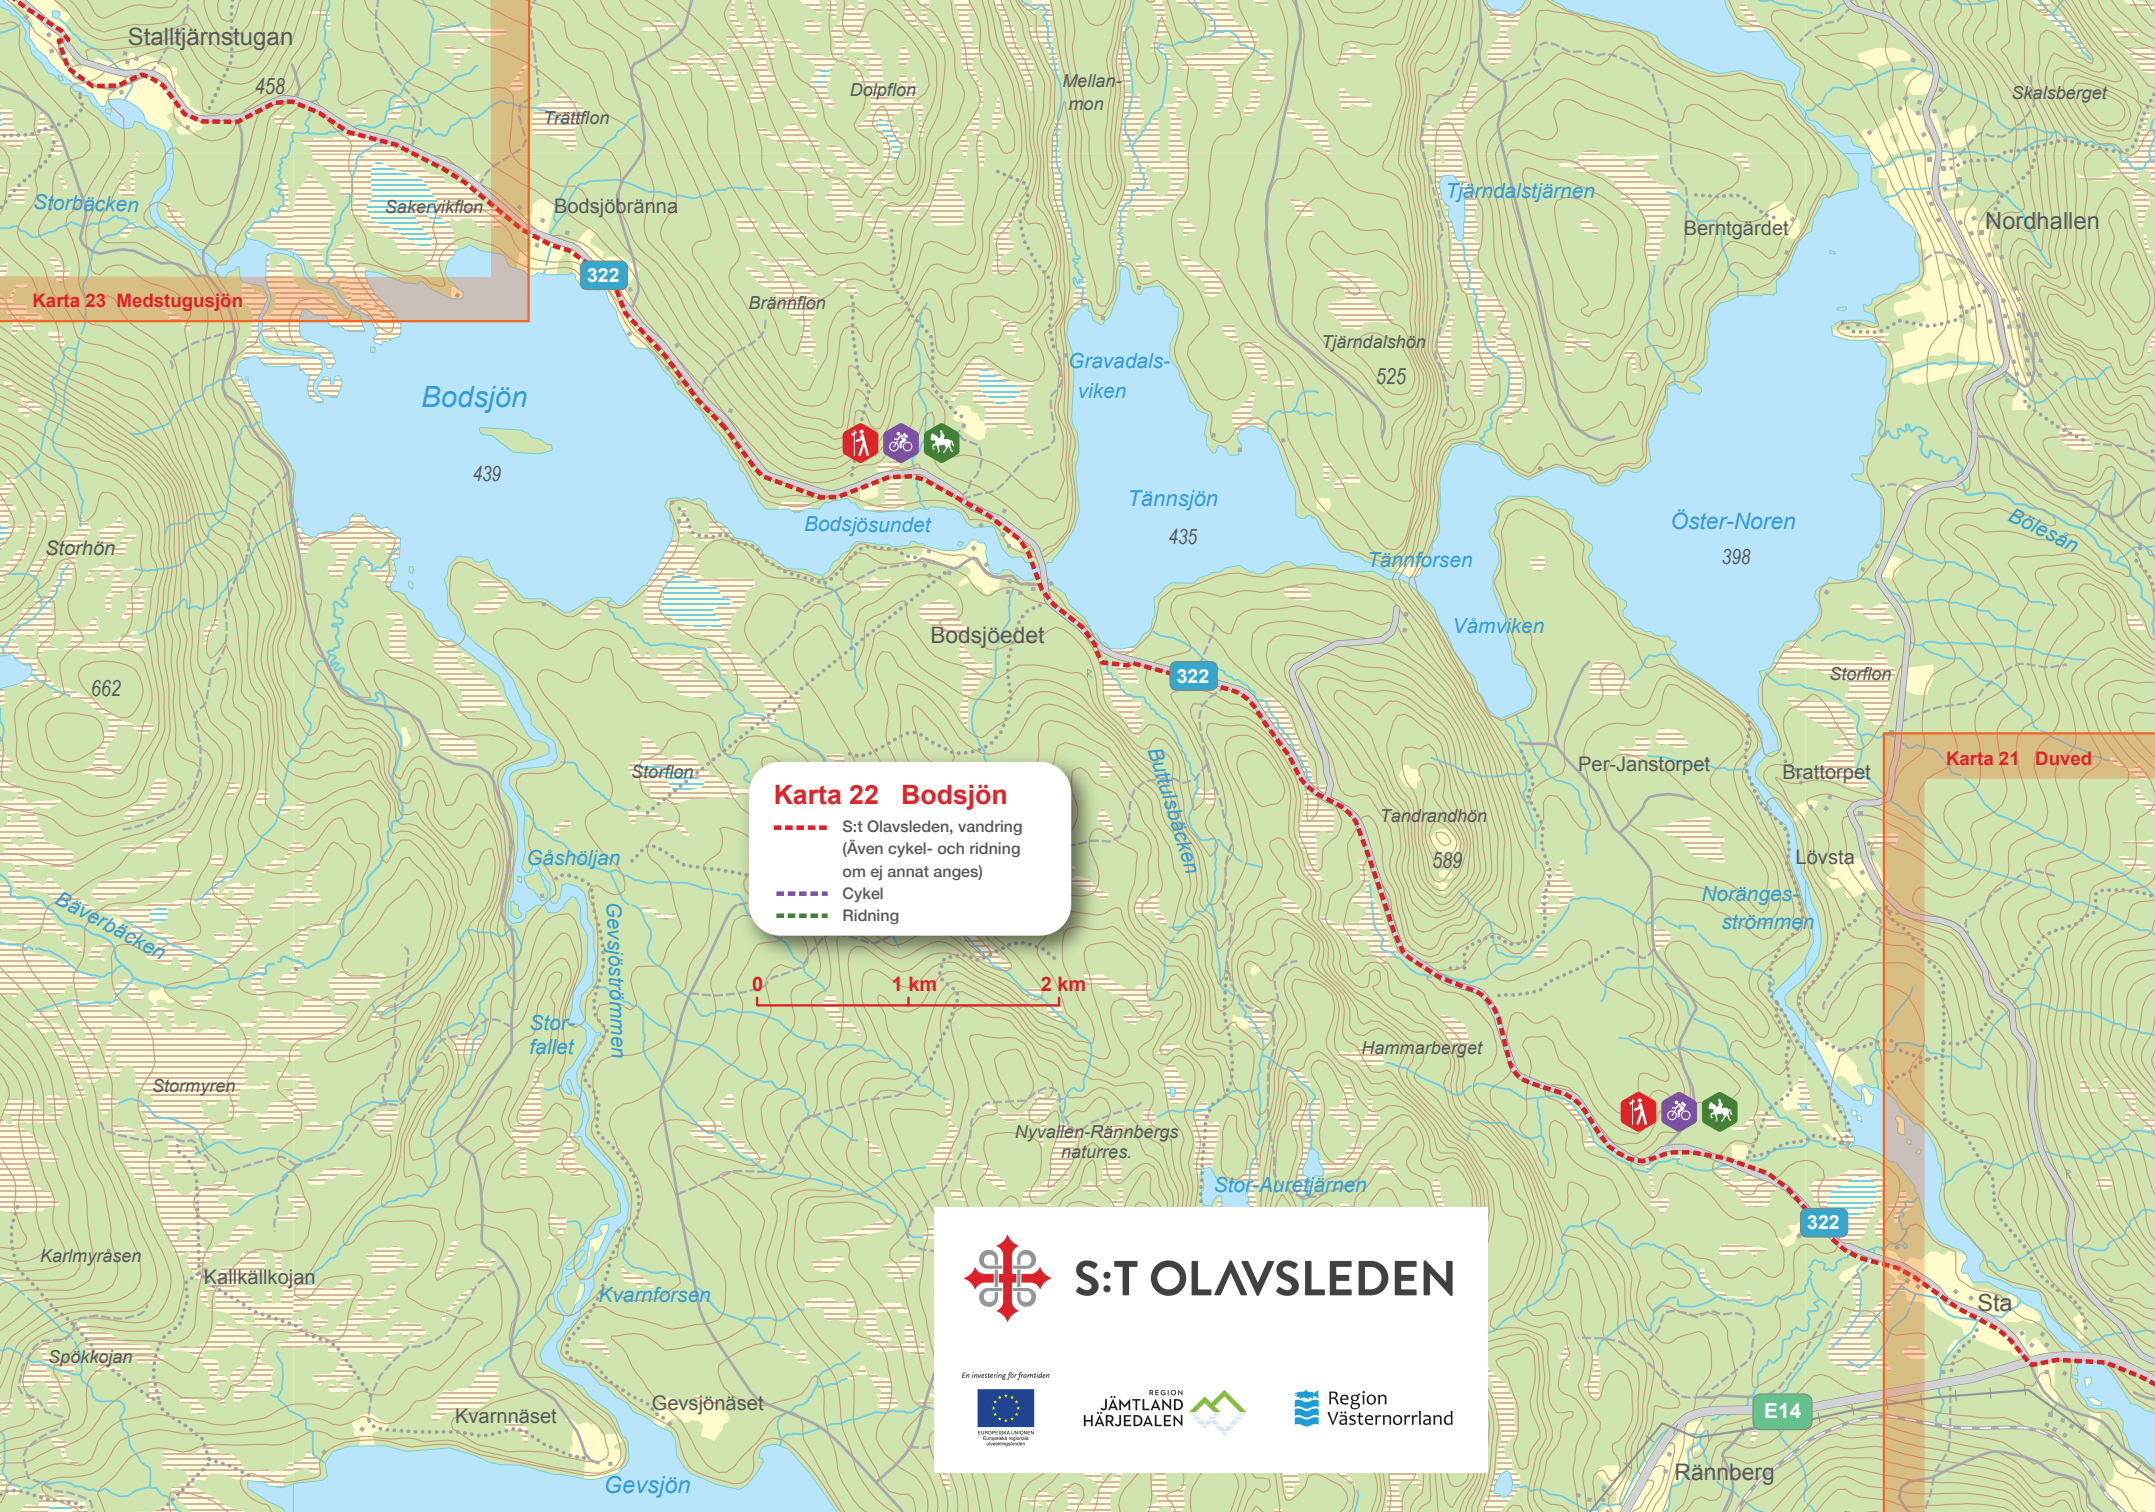 Stalltjärnstugan
458
Storbäcken
Sakervikflon
Trättflon
Bodsjöbränna
Dolpflon
Mellan-
mon
Skalsberget
Tjärndalstjärnen
Berntgärdet
Nordhallen
322
Karta 23 Medstugusjön
Brännflon
Gravadals-
viken
Tjärndalshön
525
Bodsjön
439
Bodsjösundet
Tännsjön
435
Tännforsen
Öster-Noren
398
Bölesån
Storhön
Bodsjöedet
Våmviken
Storflon
662
322
Storflon
Buttulsbäcken
Per-Janstorpet
Brattorpet
Karta 21 Duved
Karta 22 Bodsjön
S:t Olavsleden, vandring
(Även cykel- och ridning
om ej annat anges)
Cykel
Ridning
Tandrandhön
589
Lövsta
Noränges-
strömmen
Gåshöljan
Bäverbäcken
Gevsjöströmmen
0 1 km 2 km
Stor-
fallet
Hammarberget
Stormyren
Nyvallen-Rännbergs
naturres.
Stor-Auretjärnen
322
Karlmyråsen
Kallkällkojan
Kvarnforsen
S:T OLAVSLEDEN
Sta
Spökkojan
Kvarnnäset
Gevsjönäset
Gevsjön
En investering för framtiden
EUROPEISKA UNIONEN
Europeiska regionala
utvecklingsfonden
REGION
JÄMTLAND
HÄRJEDALEN
Region
Västernorrland
E14
Rännberg
R
R